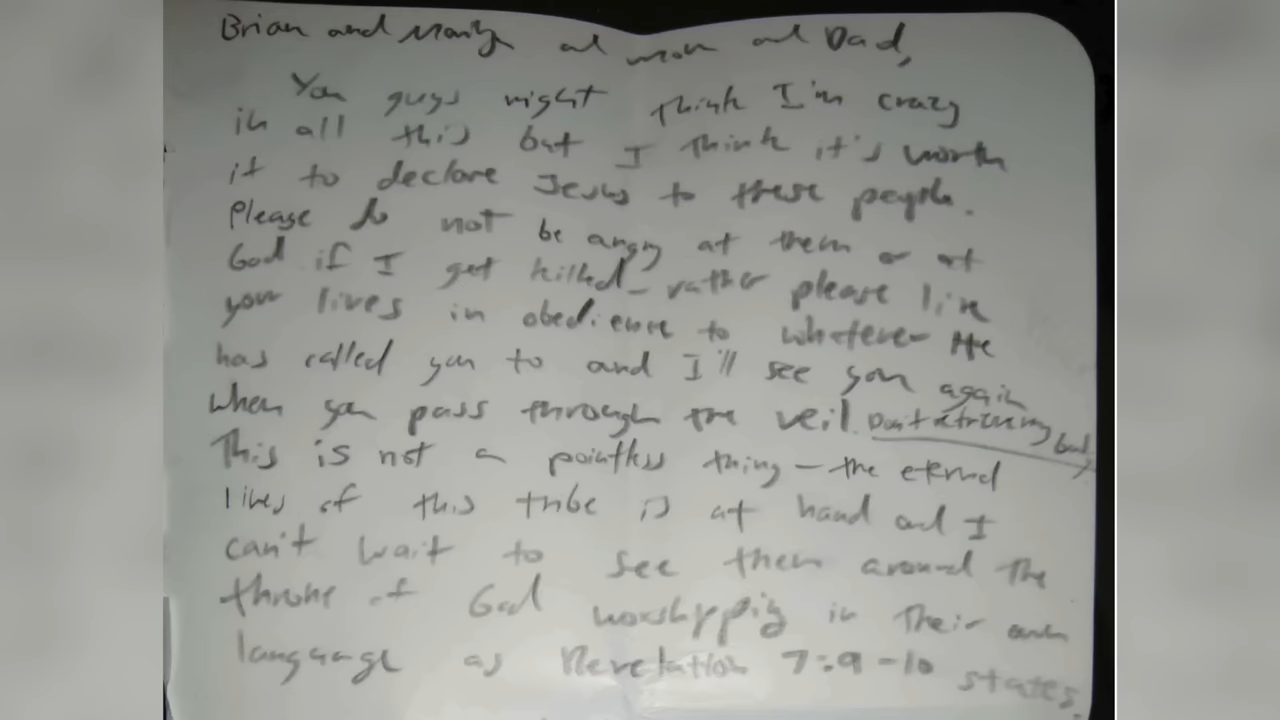 Brian and Marilyn and mom and Dad,
You guys might think I'm crazy
in all this but I think it's worth
it to declare Jesus to these people.
Please do not be angry at them or at
God if I get killed - rather please live
your lives in obedience to whatever He
has called you to and I'll see you again
when you pass through the veil. Don't retrieve my body
This is not a pointless thing - the eternal
lives of this tribe is at hand and I
can't wait to see them around the
throne of God worshipping in their own
language as Revelation 7:9-10 states.